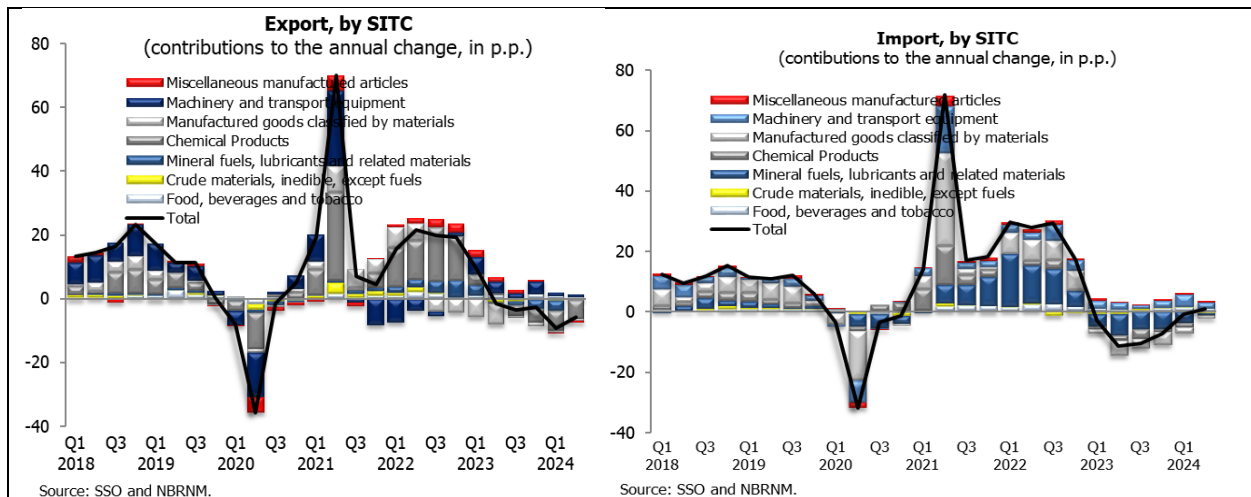 Export, by SITC
(contributions to the annual change, in p.p.)
80
60
40
20
0
-20
-40
Miscellaneous manufactured articles
Machinery and transport equipment
Manufactured goods classified by materials
Chemical Products
Mineral fuels, lubricants and related materials
Crude materials, inedible, except fuels
Food, beverages and tobacco
Total
Q1 Q3 Q1 Q3 Q1 Q3 Q1 Q3 Q1 Q3 Q1 Q3 Q1
2018 2019 2020 2021 2022 2023 2024
Source: SSO and NBRNM.
Import, by SITC
(contibutions to the annual change, in p.p.)
80
60
40
20
0
-20
-40
Miscellaneous manufactured articles
Machinery and transport equipment
Manufactured goods classified by materials
Chemical Products
Mineral fuels, lubricants and related materials
Crude materials, inedible, except fuels
Food, beverages and tobacco
Total
Q1 Q3 Q1 Q3 Q1 Q3 Q1 Q3 Q1 Q3 Q1 Q3 Q1
2018 2019 2020 2021 2022 2023 2024
Source: SSO and NBRNM.